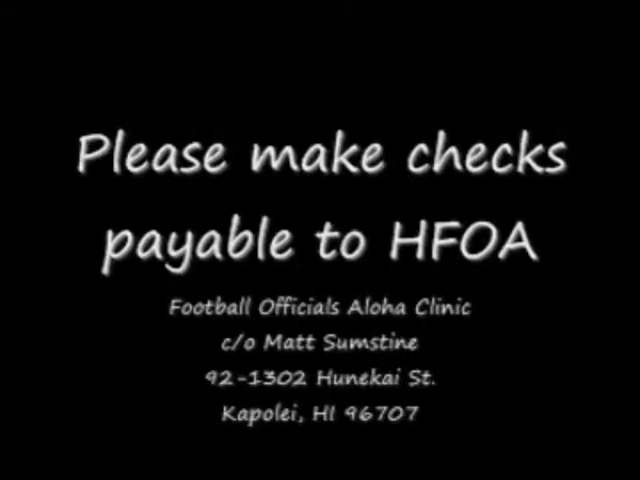 Please make checks
payable to HFOA
Football Officials Aloha Clinic
c/o Matt Sumstine
92-1302 Hunekai St.
Kapolei, HI 96707